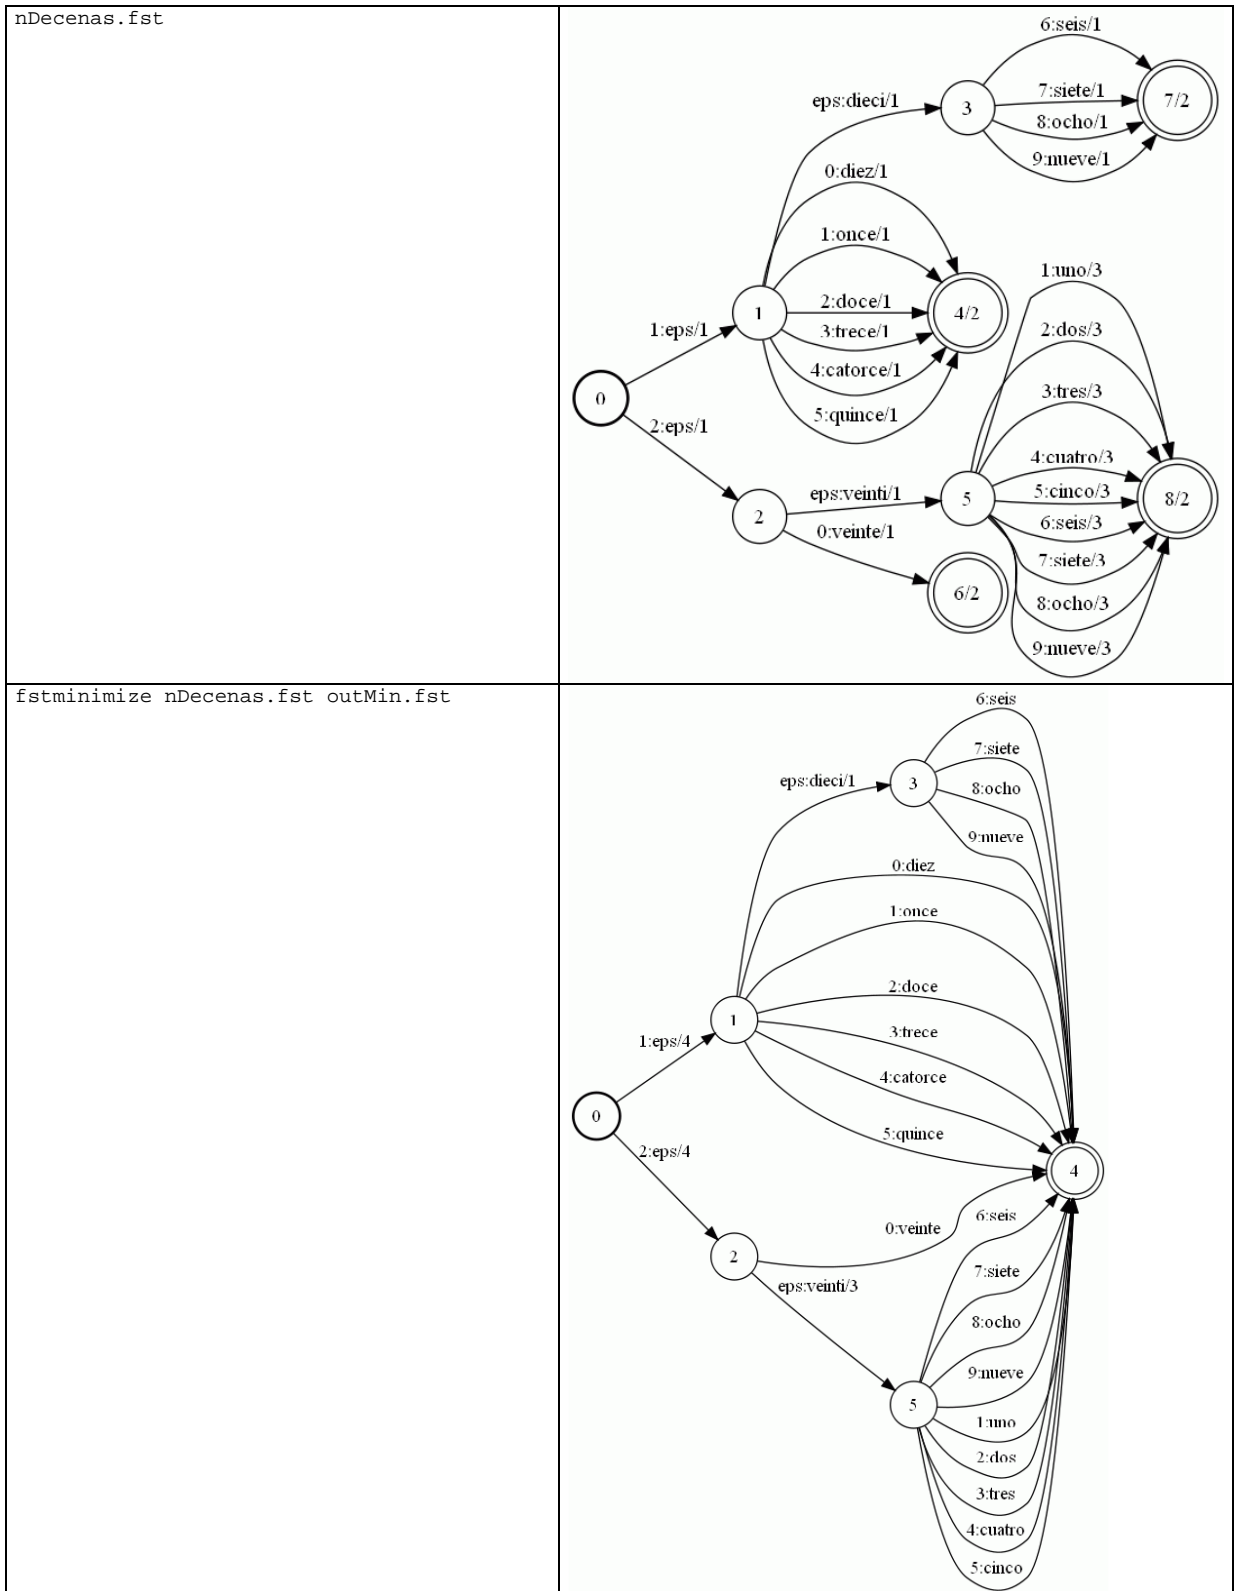 nDecenas.fst
6:seis/1
7:siete/1
7/2
eps:dieci/1
3
8:ocho/1
9:nueve/1
0:diez/1
1:once/1
1:uno/3
2:doce/1
1
4/2
1:eps/1
3:trece/1
2:dos/3
4:catorce/1
3:tres/3
0
5:quince/1
2:eps/1
4:cuatro/3
eps:veinti/1
5
5:cinco/3
8/2
2
6:seis/3
0:veinte/1
7:siete/3
6/2
8:ocho/3
9:nueve/3
fstminimize nDecenas.fst outMin.fst
6:seis
7:siete
eps:dieci/1
3
8:ocho
9:nueve
0:diez
1:once
2:doce
1
3:trece
1:eps/4
4:catorce
0
5:quince
2:eps/4
4
6:seis
0:veinte
2
7:siete
eps:veinti/3
8:ocho
9:nueve
5
1:uno
2:dos
3:tres
4:cuatro
5:cinco